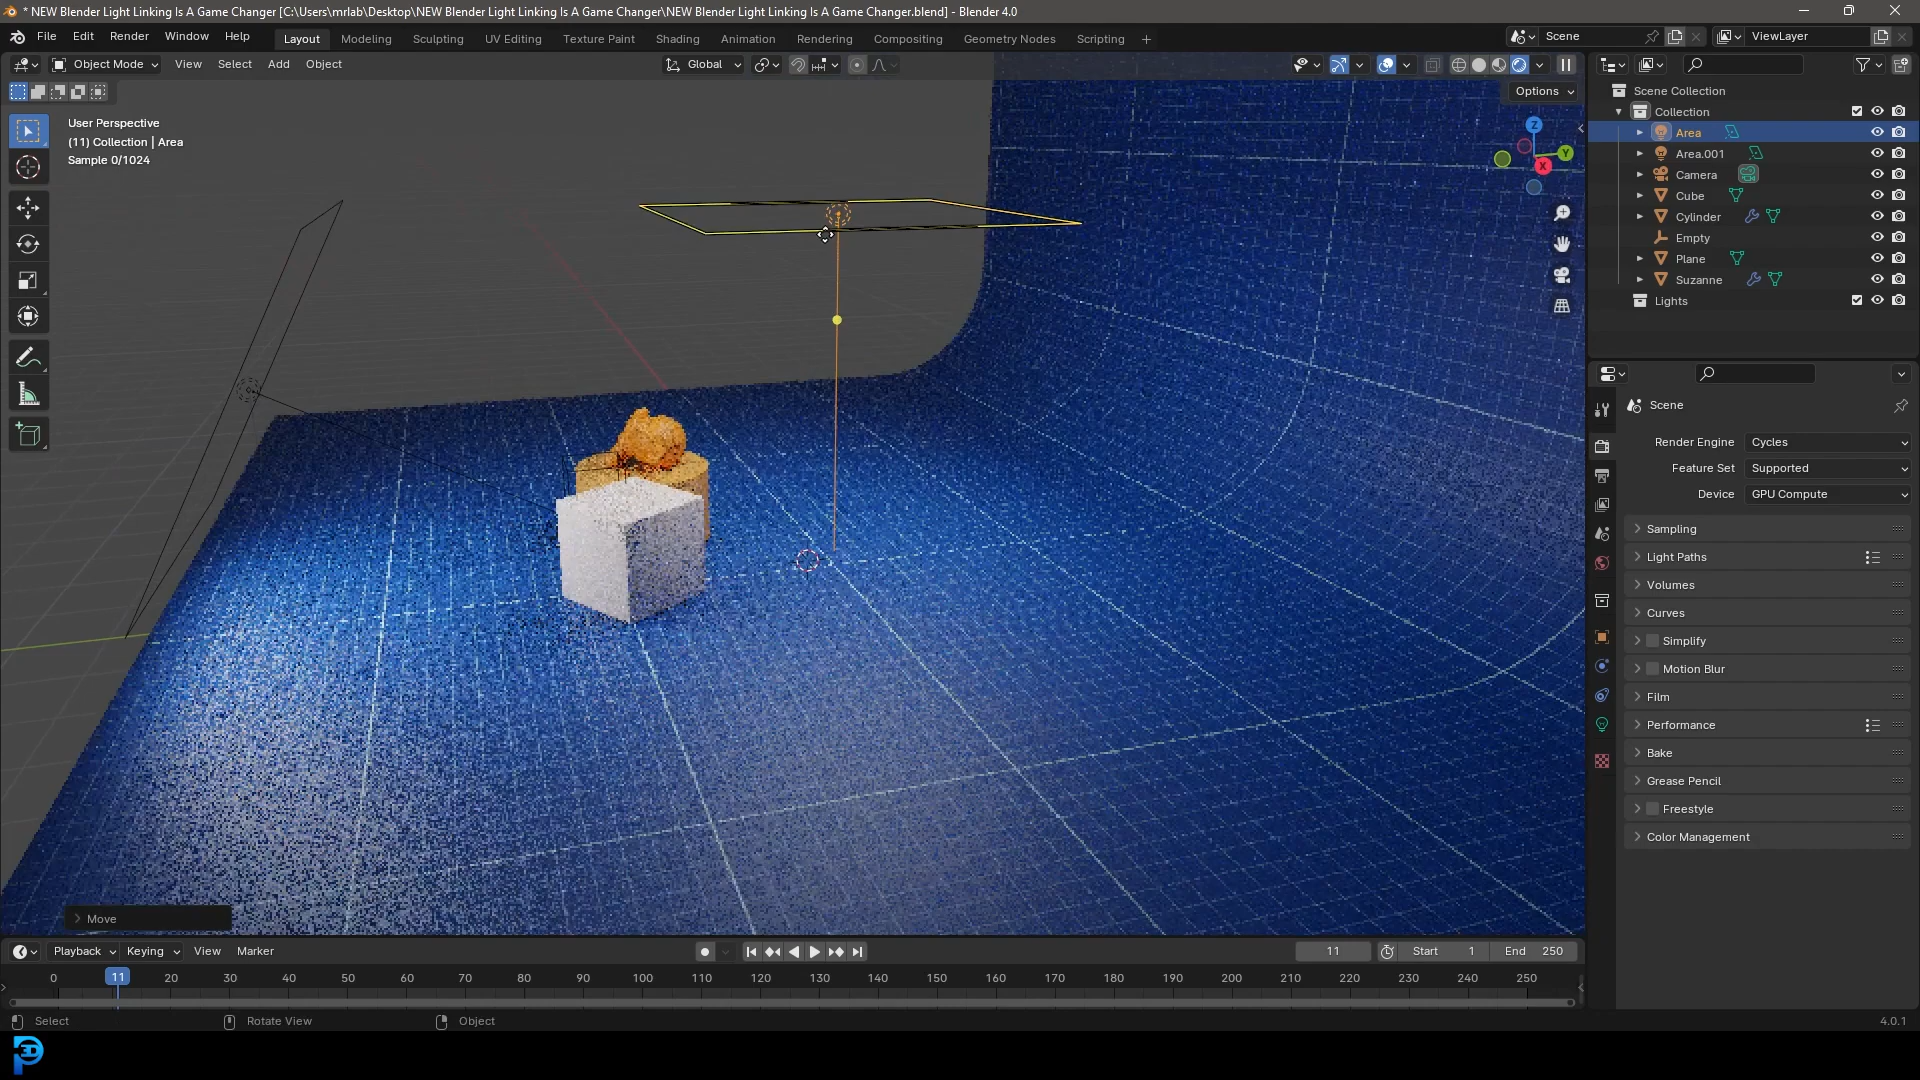 * NEW Blender Light Linking Is A Game Changer [C:\Users\mrlab\Desktop\NEW Blender Light Linking Is A Game Changer\NEW Blender Light Linking Is A Game Changer.blend] - Blender 4.0
File Edit Render Window Help Layout Modeling Sculpting UV Editing Texture Paint Shading Animation Rendering Compositing Geometry Nodes Scripting + Scene ViewLayer
Object Mode View Select Add Object Global
Options
User Perspective
(11) Collection | Area
Sample 0/1024
Z
Y
X
Scene Collection
Collection
Area
Area.001
Camera
Cube
Cylinder
Empty
Plane
Suzanne
Lights
Scene
Render Engine Cycles
Feature Set Supported
Device GPU Compute
Sampling
Light Paths
Volumes
Curves
Simplify
Motion Blur
Film
Performance
Bake
Grease Pencil
Freestyle
Color Management
Move
Playback Keying View Marker 11 Start 1 End 250
0 11 20 30 40 50 60 70 80 90 100 110 120 130 140 150 160 170 180 190 200 210 220 230 240 250
Select Rotate View Object 4.0.1